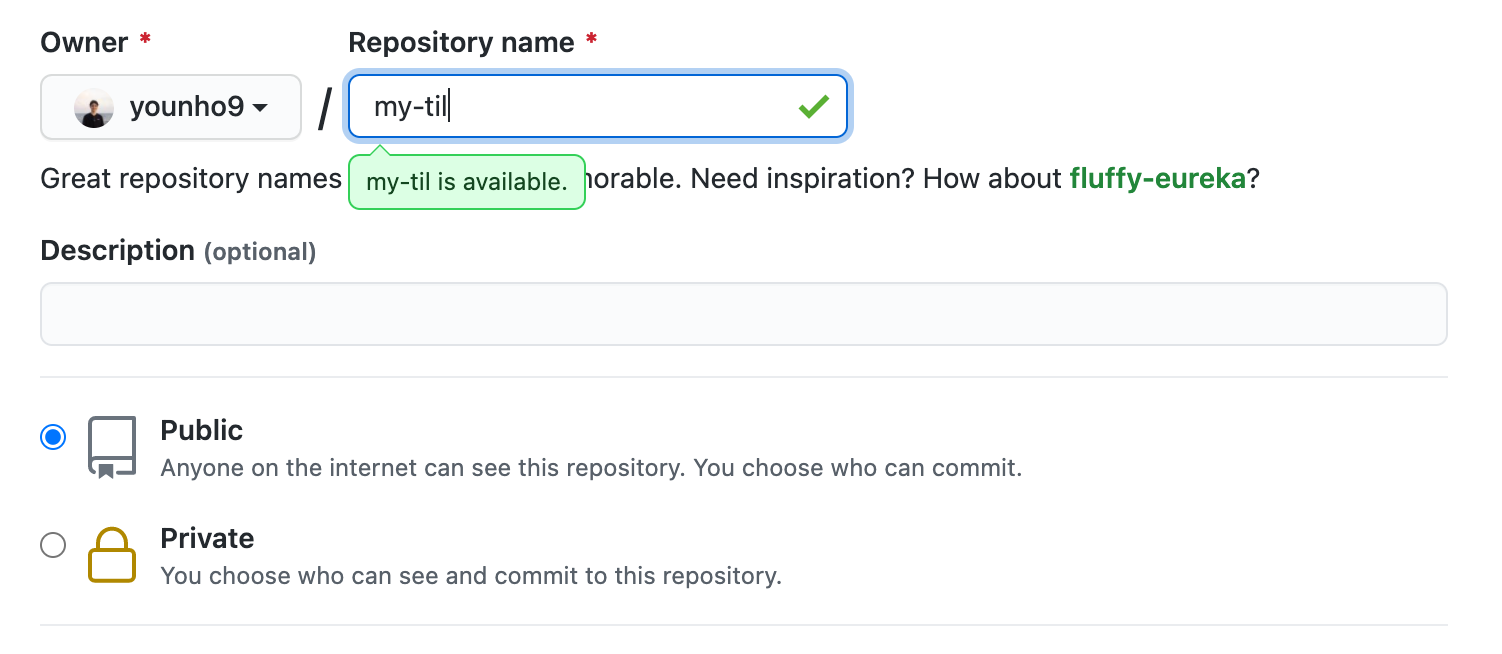 Owner *
Repository name *
younho9
/
my-til
Great repository names
my-til is available.
orable. Need inspiration? How about fluffy-eureka?
Description (optional)
Public
Anyone on the internet can see this repository. You choose who can commit.
Private
You choose who can see and commit to this repository.